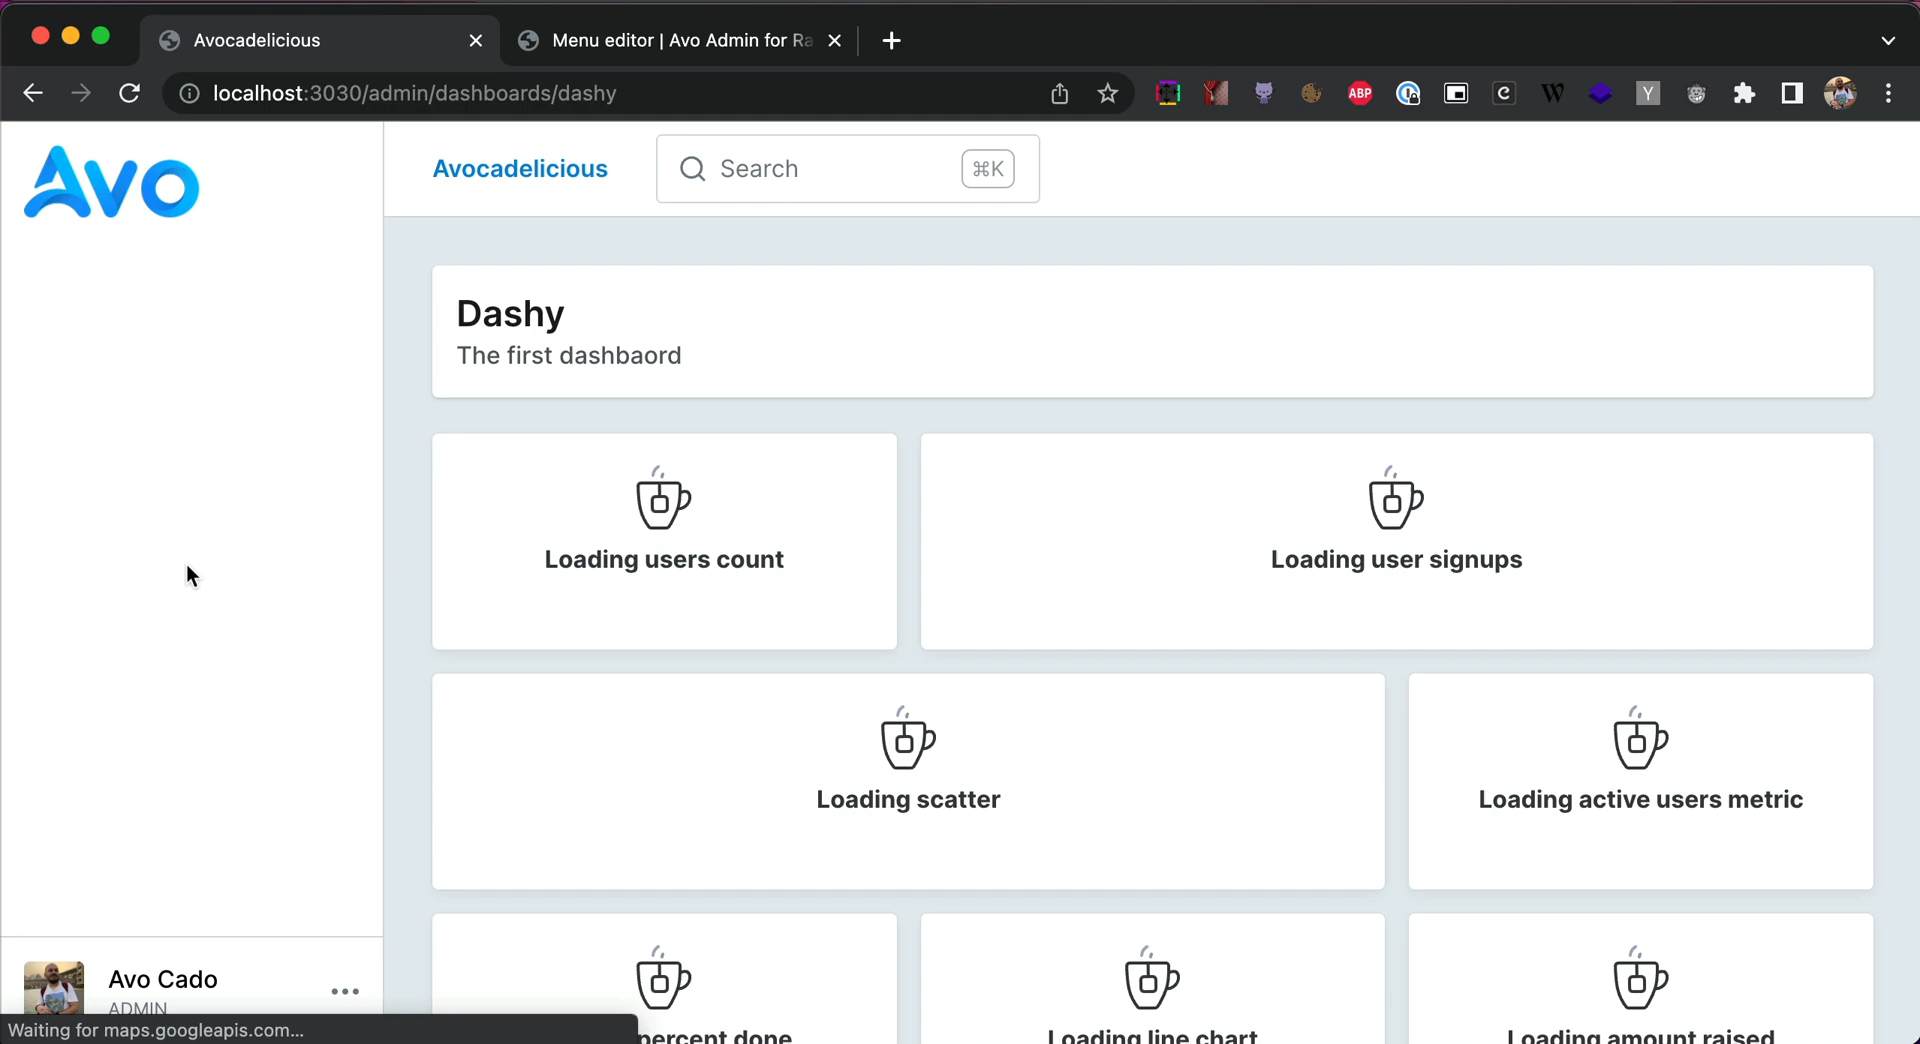 Avocadelicious
Menu editor | Avo Admin for Ra
localhost:3030/admin/dashboards/dashy
ABP
C
W
Y
Avo
Avocadelicious
Search
⌘K
Dashy
The first dashbaord
Loading users count
Loading user signups
Loading scatter
Loading active users metric
Avo Cado
ADMIN
percent done
Loading line chart
Loading amount raised
Waiting for maps.googleapis.com...